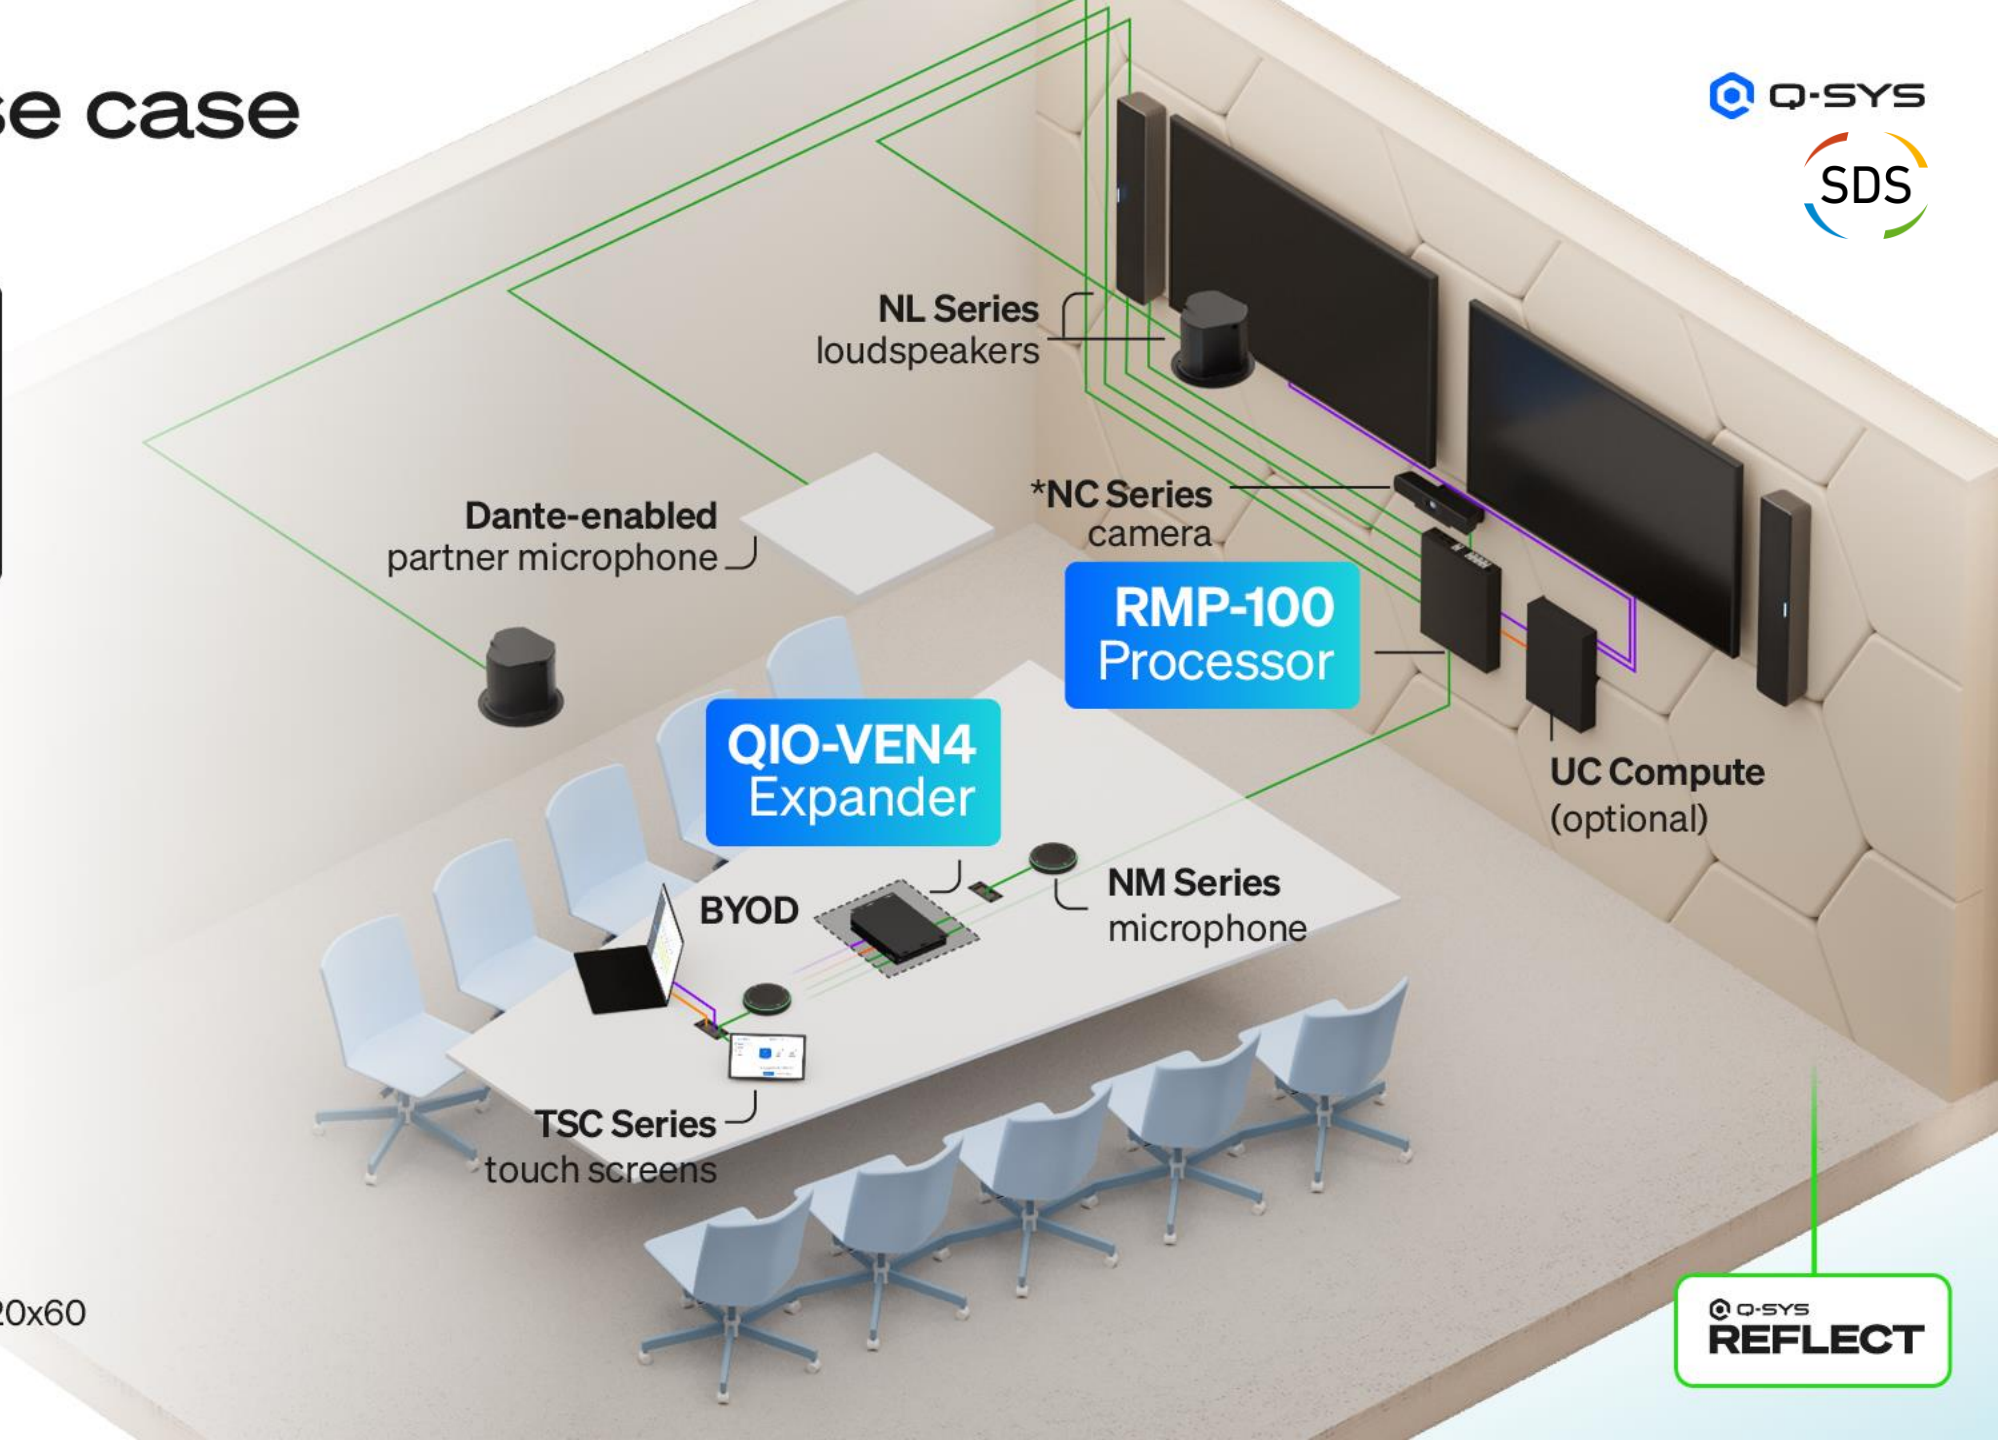 se case
Q-SYS
SDS
NL Series
loudspeakers
*NC Series
camera
Dante-enabled
partner microphone
RMP-100
Processor
QIO-VEN4
Expander
UC Compute
(optional)
BYOD
NM Series
microphone
TSC Series
touch screens
20x60
Q-SYS
REFLECT